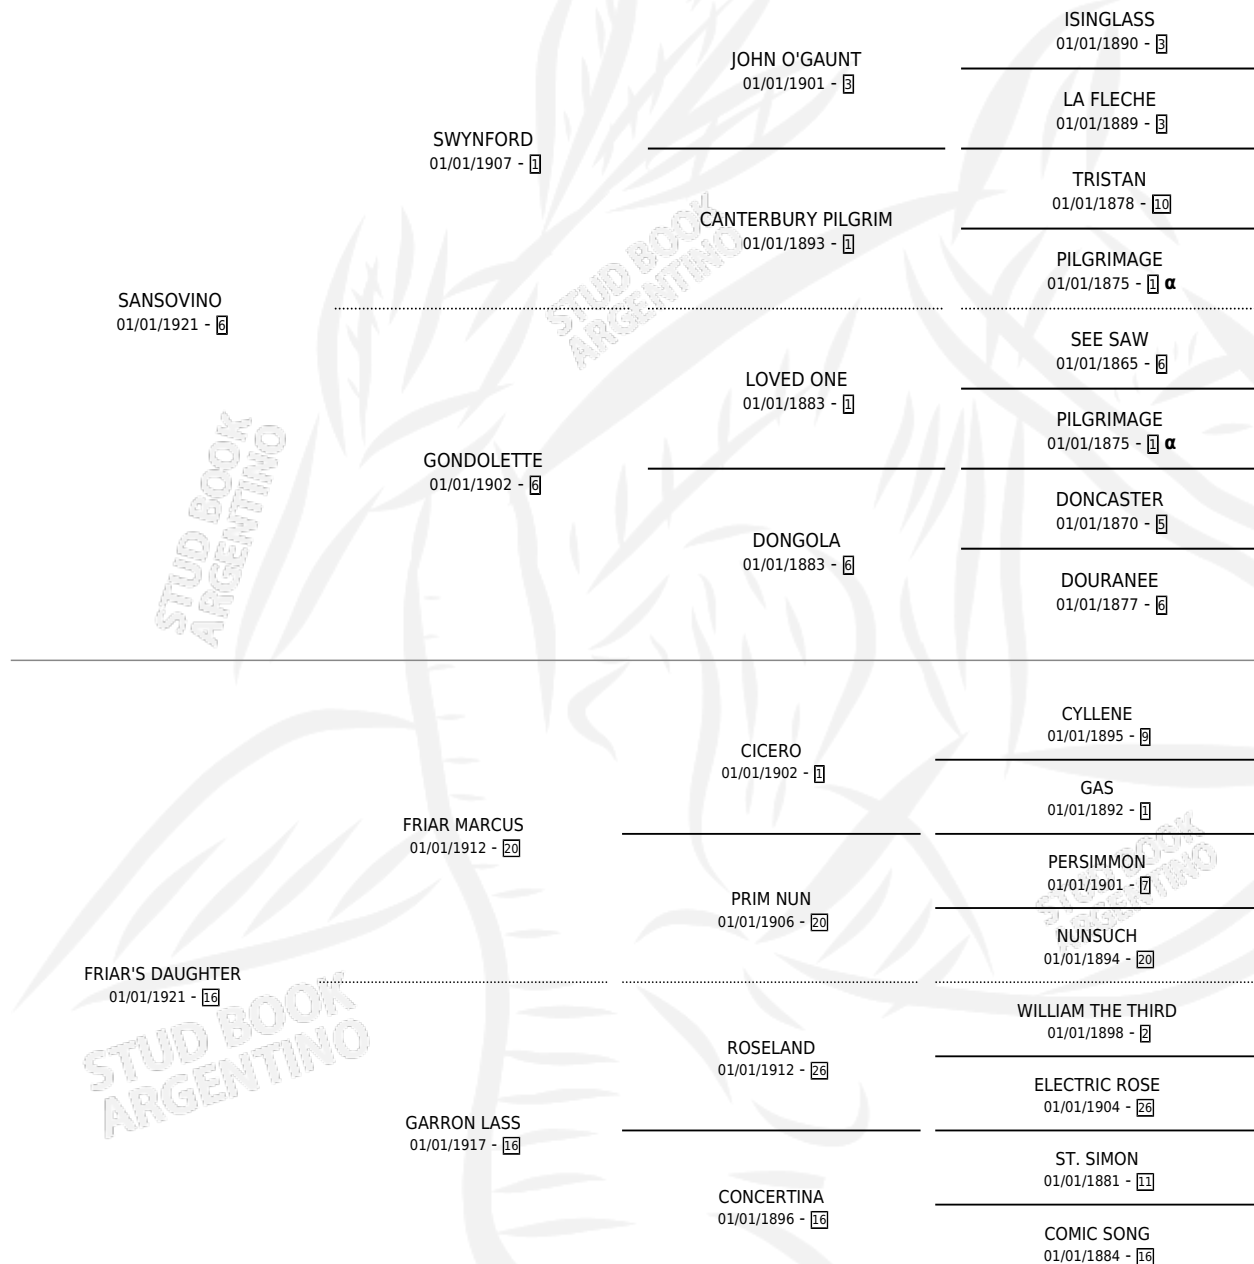 ISINGLASS
01/01/1890 - 3
JOHN O'GAUNT
01/01/1901 - 3
LA FLECHE
01/01/1889 - 3
SWYNFORD
01/01/1907 - 1
TRISTAN
01/01/1878 - 10
CANTERBURY PILGRIM
01/01/1893 - 1
PILGRIMAGE
01/01/1875 - 1 α
SANSOVINO
01/01/1921 - 6
SEE SAW
01/01/1865 - 6
LOVED ONE
01/01/1883 - 1
PILGRIMAGE
01/01/1875 - 1 α
GONDOLETTE
01/01/1902 - 6
DONCASTER
01/01/1870 - 5
DONGOLA
01/01/1883 - 6
DOURANEE
01/01/1877 - 6
CYLLENE
01/01/1895 - 9
CICERO
01/01/1902 - 1
GAS
01/01/1892 - 1
FRIAR MARCUS
01/01/1912 - 20
PERSIMMON
01/01/1901 - 7
PRIM NUN
01/01/1906 - 20
NUNSUCH
01/01/1894 - 20
FRIAR'S DAUGHTER
01/01/1921 - 16
WILLIAM THE THIRD
01/01/1898 - 2
ROSELAND
01/01/1912 - 26
ELECTRIC ROSE
01/01/1904 - 26
GARRON LASS
01/01/1917 - 16
ST. SIMON
01/01/1881 - 11
CONCERTINA
01/01/1896 - 16
COMIC SONG
01/01/1884 - 16
STUD BOOK
ARGENTINO
STUD BOOK
ARGENTINO
STUD BOOK
ARGENTINO
STUD BOOK
ARGENTINO